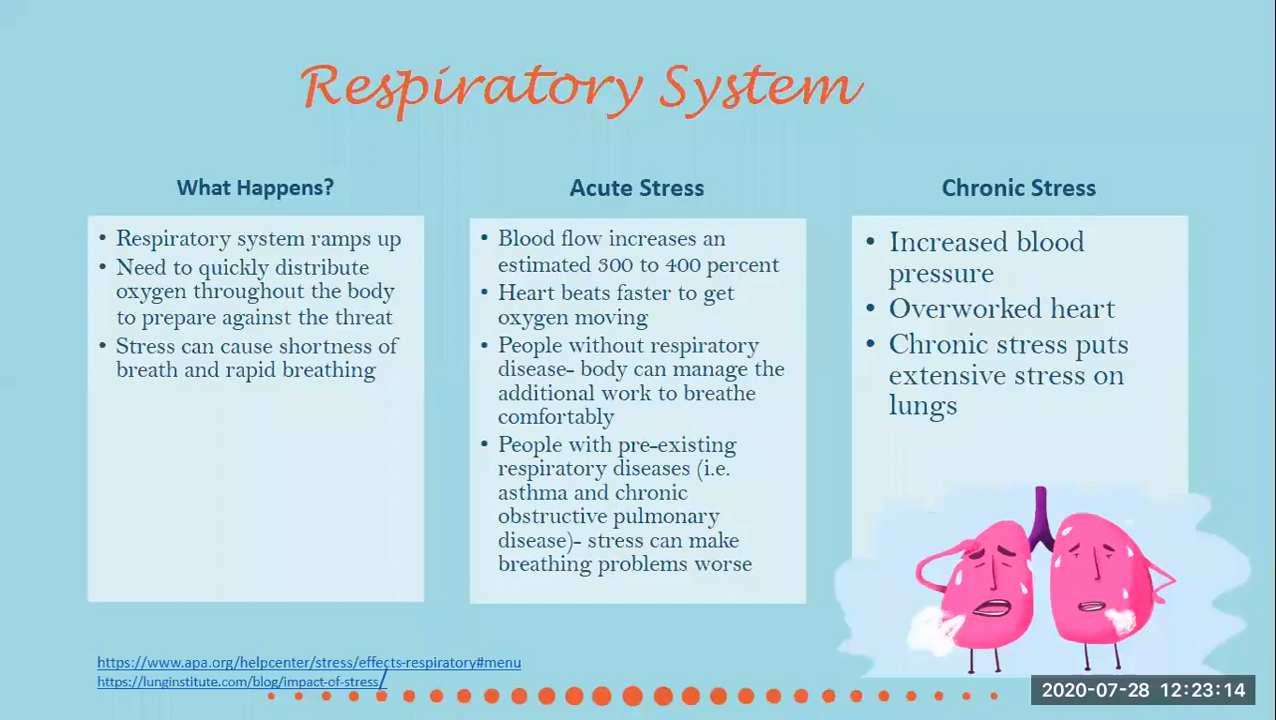 Respiratory System
What Happens?
• Respiratory system ramps up
• Need to quickly distribute
oxygen throughout the body
to prepare against the threat
• Stress can cause shortness of
breath and rapid breathing
Acute Stress
• Blood flow increases an
estimated 300 to 400 percent
• Heart beats faster to get
oxygen moving
• People without respiratory
disease- body can manage the
additional work to breathe
comfortably
• People with pre-existing
respiratory diseases (i.e.
asthma and chronic
obstructive pulmonary
disease)- stress can make
breathing problems worse
Chronic Stress
• Increased blood
pressure
• Overworked heart
• Chronic stress puts
extensive stress on
lungs
https://www.apa.org/helpcenter/stress/effects-respiratory#menu
https://lunginstitute.com/blog/impact-of-stress/
2020-07-28 12:23:14